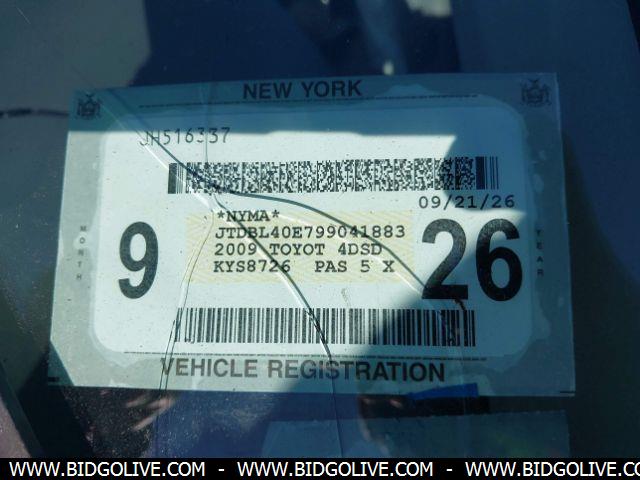 NEW YORK
JH516337
09/21/26
*NYMA*
JTDBL40E799041883
2009 TOYOT 4DSD
KYS8726 PAS 5 X
9
MONTH
26
YEAR
VEHICLE REGISTRATION
WWW.BIDGOLIVE.COM - WWW.BIDGOLIVE.COM - WWW.BIDGOLIVE.COM